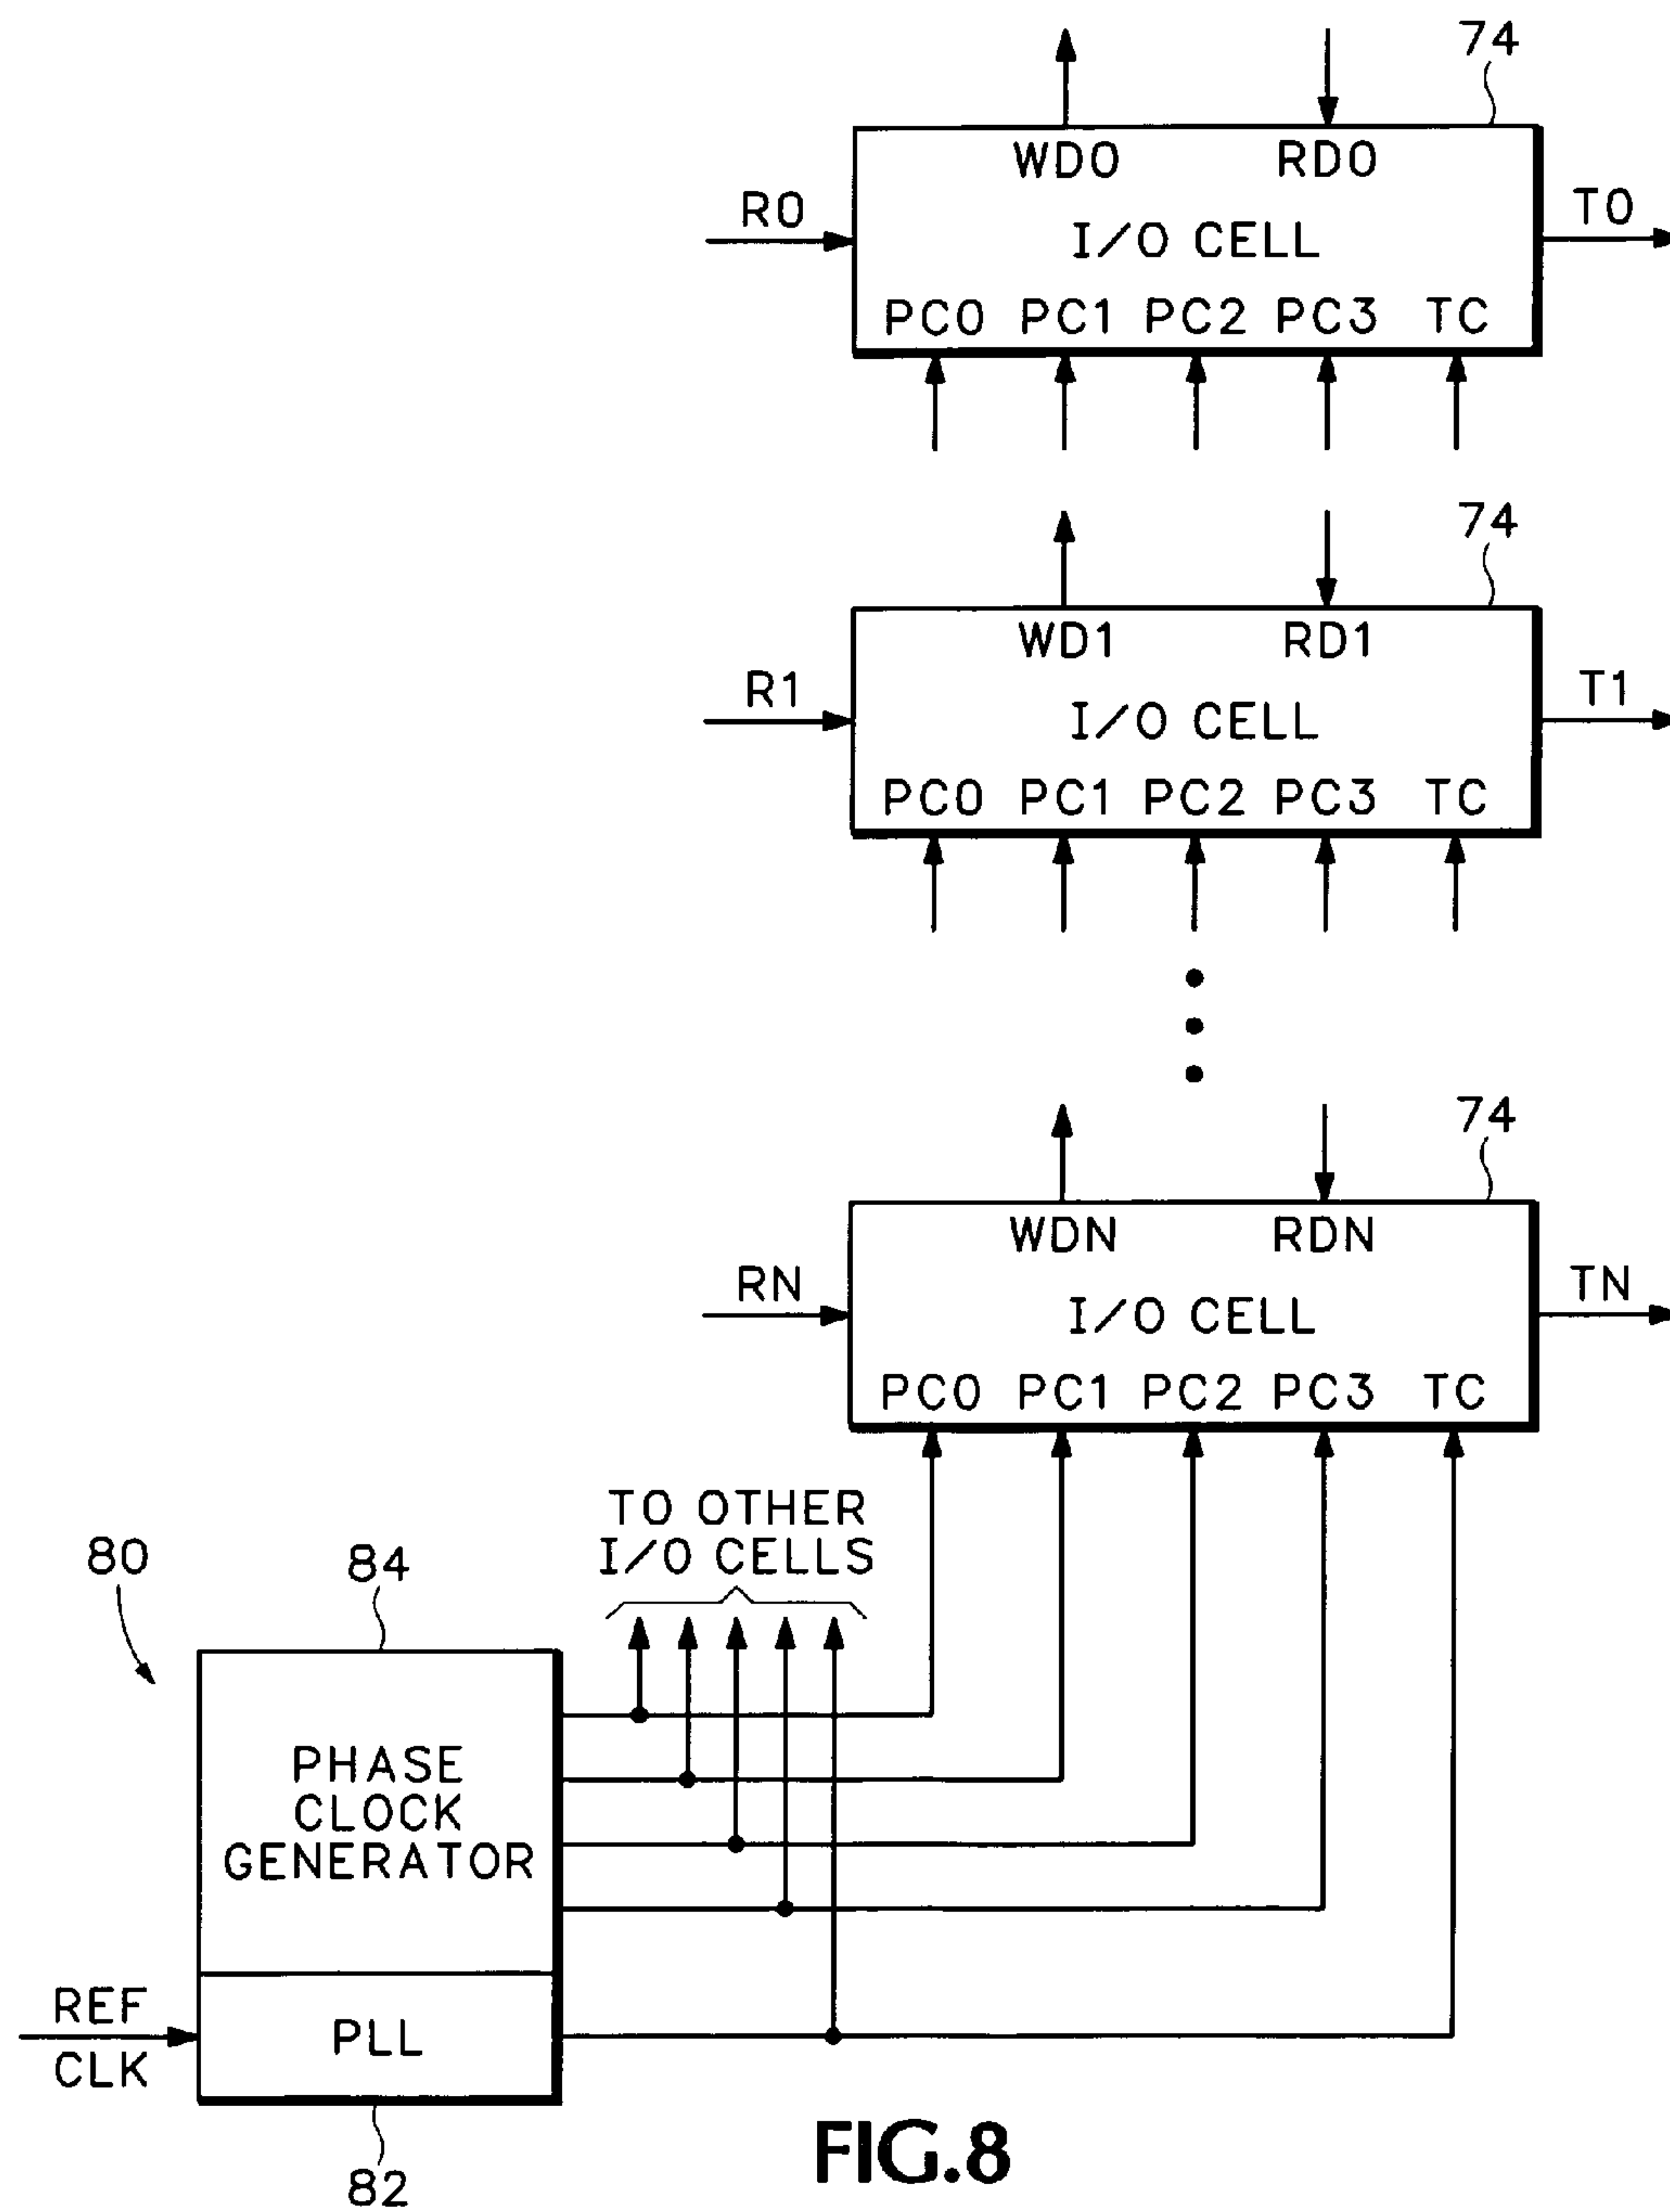 74
WD0 RD0
R0 T0
I/O CELL
PC0 PC1 PC2 PC3 TC
74
WD1 RD1
R1 T1
I/O CELL
PC0 PC1 PC2 PC3 TC
74
WDN RDN
RN TN
I/O CELL
PC0 PC1 PC2 PC3 TC
TO OTHER
I/O CELLS
80
84
PHASE
CLOCK
GENERATOR
REF
CLK
PLL
82
FIG.8